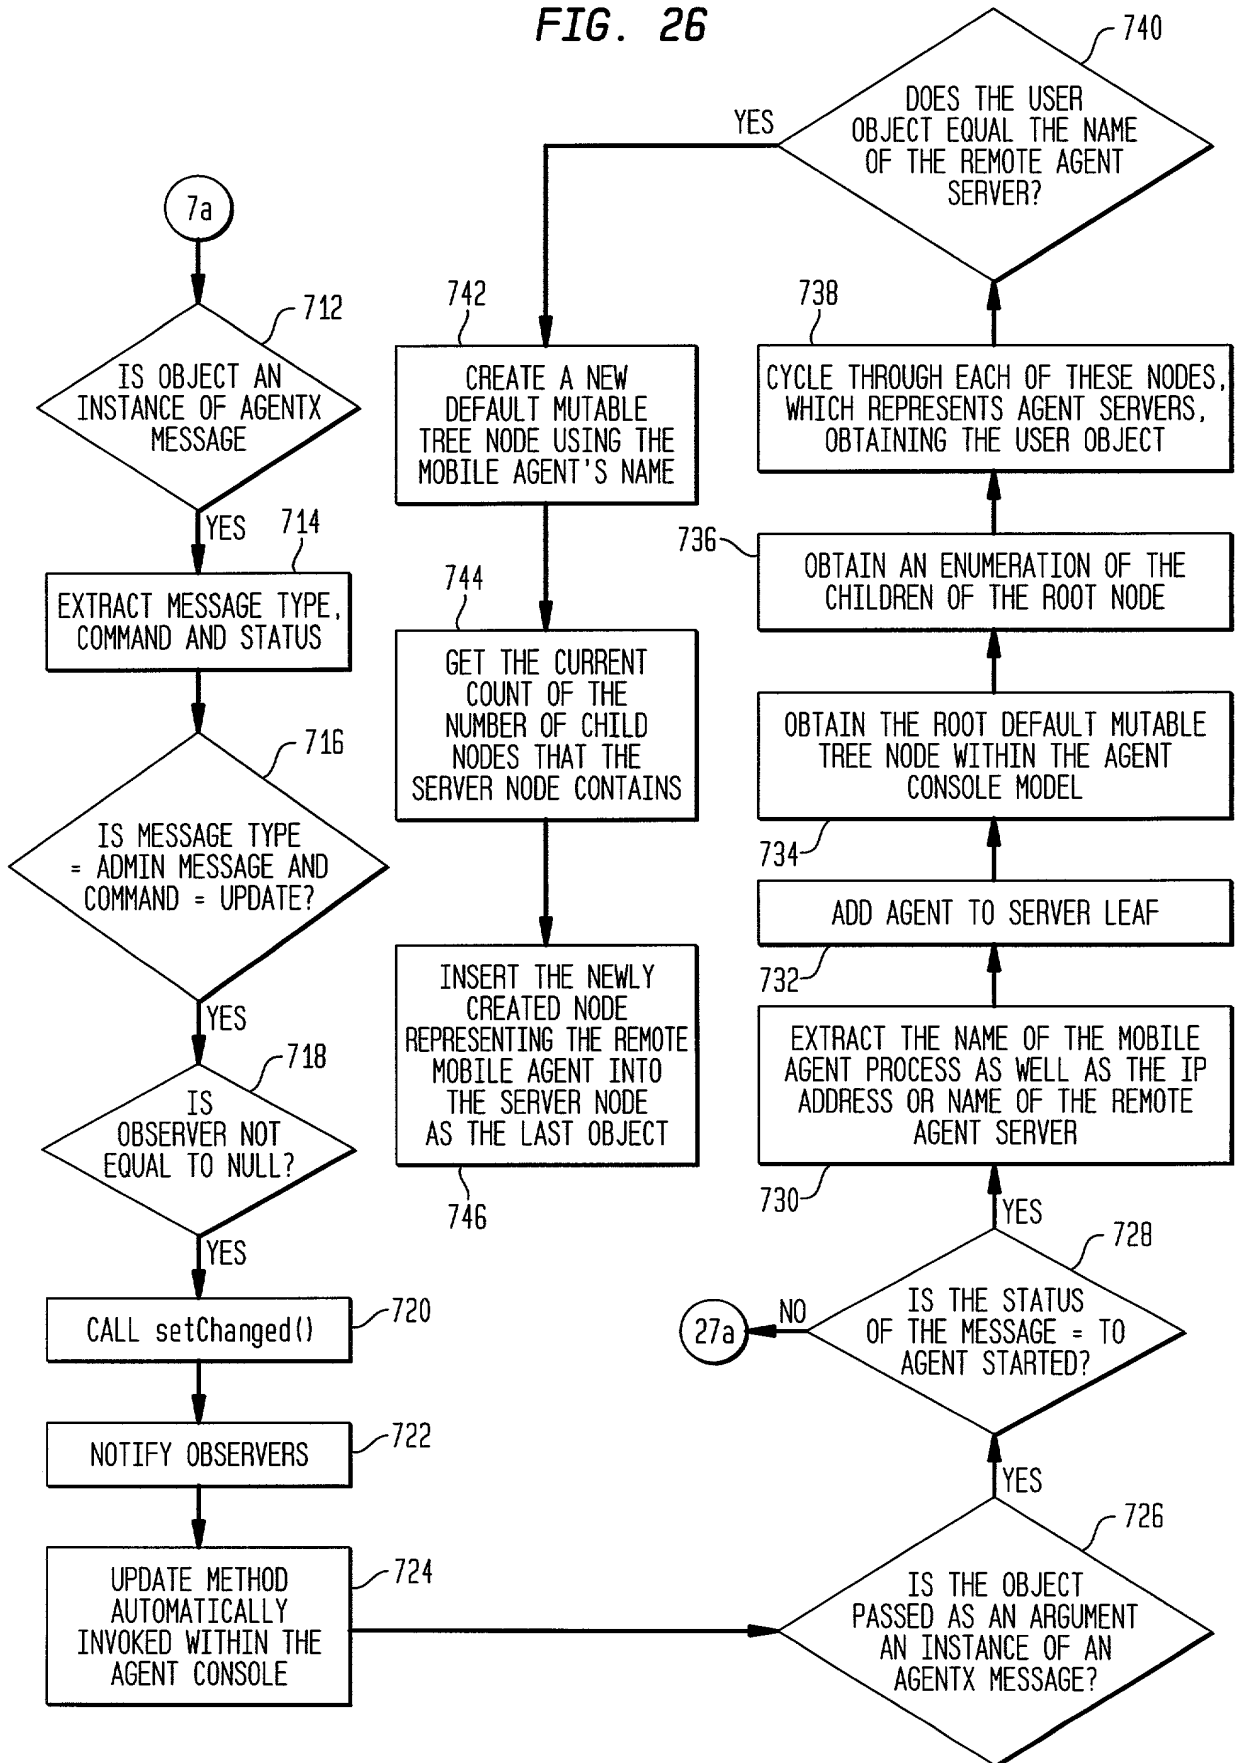 FIG. 26
7a
712
IS OBJECT AN
INSTANCE OF AGENTX
MESSAGE
YES
714
EXTRACT MESSAGE TYPE,
COMMAND AND STATUS
716
IS MESSAGE TYPE
= ADMIN MESSAGE AND
COMMAND = UPDATE?
YES
718
IS
OBSERVER NOT
EQUAL TO NULL?
YES
CALL setChanged()
720
NOTIFY OBSERVERS
722
UPDATE METHOD
AUTOMATICALLY
INVOKED WITHIN THE
AGENT CONSOLE
724
726
IS THE OBJECT
PASSED AS AN ARGUMENT
AN INSTANCE OF AN
AGENTX MESSAGE?
YES
728
IS THE STATUS
OF THE MESSAGE = TO
AGENT STARTED?
NO
27a
YES
730
EXTRACT THE NAME OF THE MOBILE
AGENT PROCESS AS WELL AS THE IP
ADDRESS OR NAME OF THE REMOTE
AGENT SERVER
732
ADD AGENT TO SERVER LEAF
734
OBTAIN THE ROOT DEFAULT MUTABLE
TREE NODE WITHIN THE AGENT
CONSOLE MODEL
736
OBTAIN AN ENUMERATION OF THE
CHILDREN OF THE ROOT NODE
738
CYCLE THROUGH EACH OF THESE NODES,
WHICH REPRESENTS AGENT SERVERS,
OBTAINING THE USER OBJECT
740
DOES THE USER
OBJECT EQUAL THE NAME
OF THE REMOTE AGENT
SERVER?
YES
742
CREATE A NEW
DEFAULT MUTABLE
TREE NODE USING THE
MOBILE AGENT'S NAME
744
GET THE CURRENT
COUNT OF THE
NUMBER OF CHILD
NODES THAT THE
SERVER NODE CONTAINS
INSERT THE NEWLY
CREATED NODE
REPRESENTING THE REMOTE
MOBILE AGENT INTO
THE SERVER NODE
AS THE LAST OBJECT
746